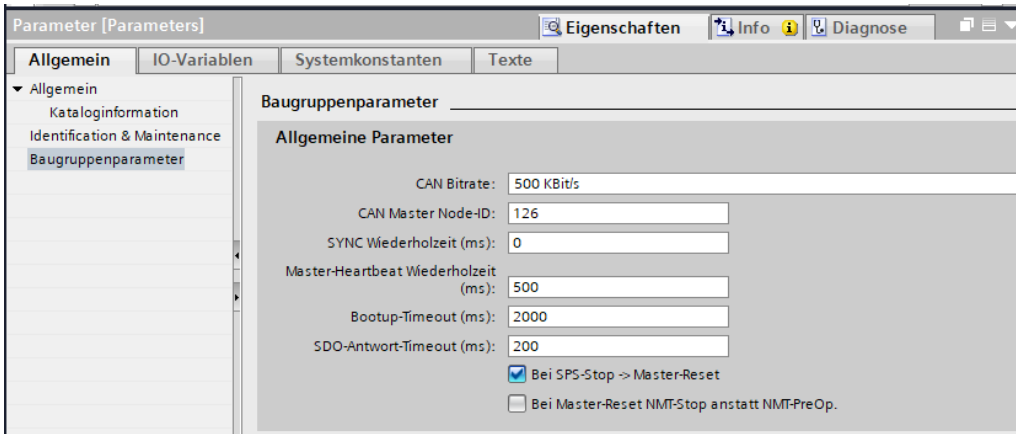 Parameter [Parameters]
Eigenschaften
Info
Diagnose
Allgemein
IO-Variablen
Systemkonstanten
Texte
Allgemein
Kataloginformation
Identification & Maintenance
Baugruppenparameter
Baugruppenparameter
Allgemeine Parameter
CAN Bitrate: 500 KBit/s
CAN Master Node-ID: 126
SYNC Wiederholzeit (ms): 0
Master-Heartbeat Wiederholzeit
(ms): 500
Bootup-Timeout (ms): 2000
SDO-Antwort-Timeout (ms): 200
Bei SPS-Stop -> Master-Reset
Bei Master-Reset NMT-Stop anstatt NMT-PreOp.